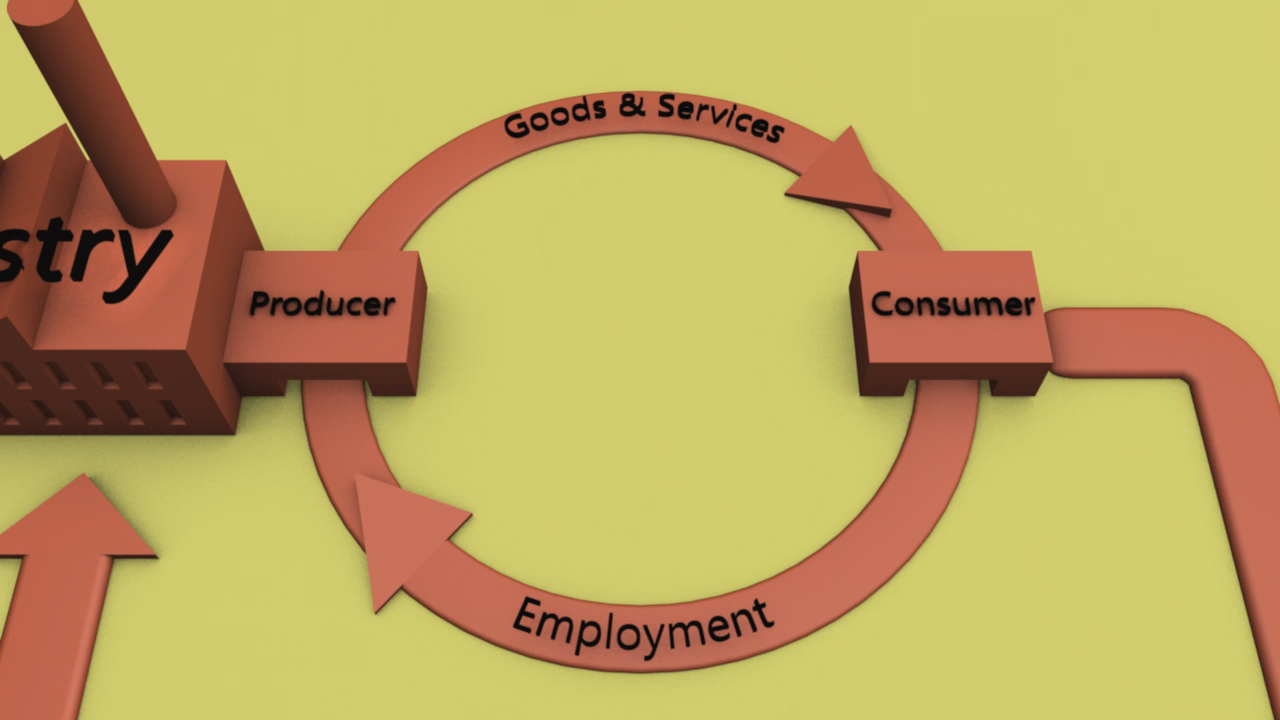 Goods & Services
stry
Producer
Consumer
Employment